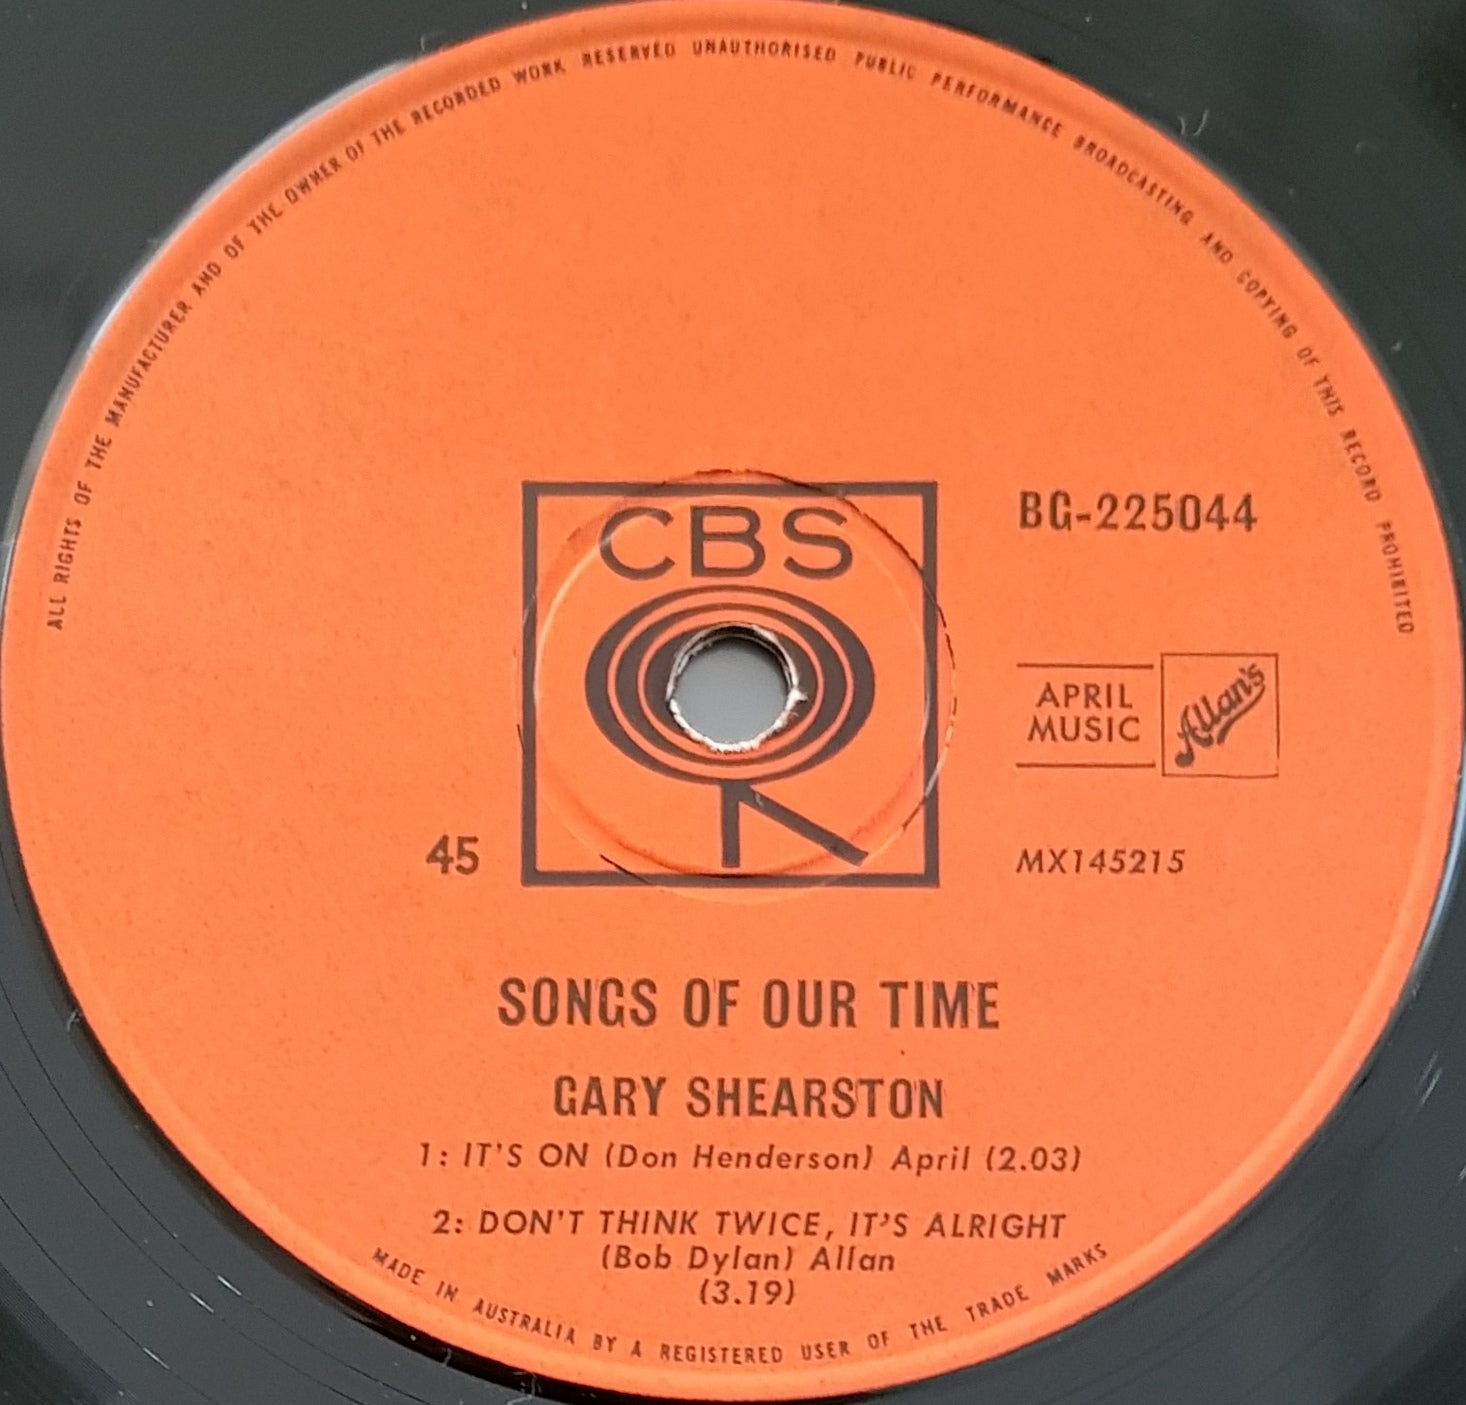 ALL RIGHTS OF THE MANUFACTURER AND OF THE OWNER OF THE RECORDED WORK RESERVED UNAUTHORISED PUBLIC PERFORMANCE BROADCASTING AND COPYING OF THIS RECORD PROHIBITED
CBS
BG-225044
APRIL
MUSIC
Allan's
45
MX145215
SONGS OF OUR TIME
GARY SHEARSTON
1: IT'S ON (Don Henderson) April (2.03)
2: DON'T THINK TWICE, IT'S ALRIGHT
(Bob Dylan) Allan
(3.19)
MADE IN AUSTRALIA BY A REGISTERED USER OF THE TRADE MARKS